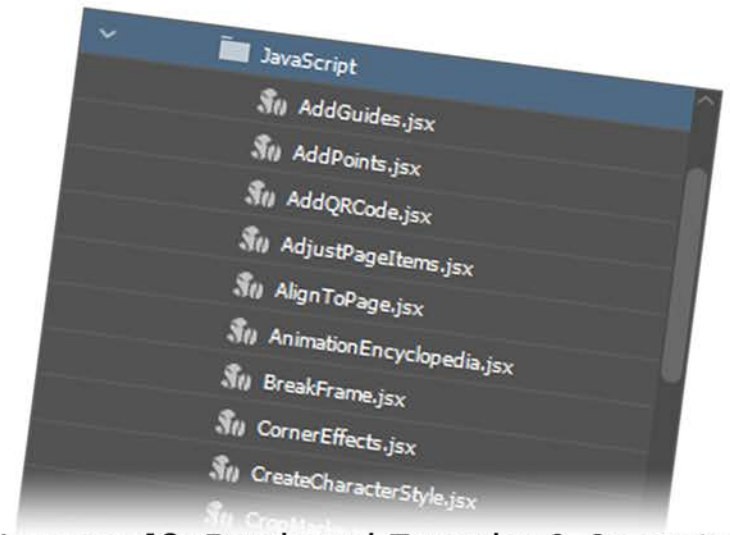 JavaScript
AddGuides.jsx
AddPoints.jsx
AddQRCode.jsx
AdjustPageItems.jsx
AlignToPage.jsx
AnimationEncyclopedia.jsx
BreakFrame.jsx
CornerEffects.jsx
CreateCharacterStyle.jsx